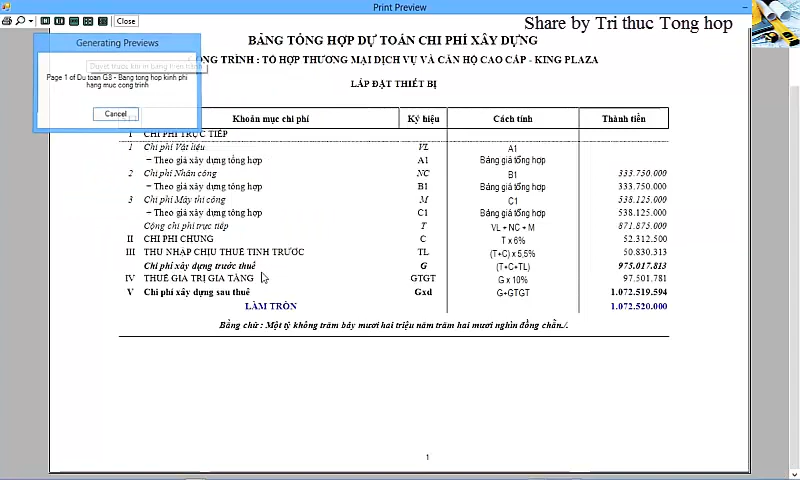 Print Preview
Close
Share by Tri thuc Tong hop
Generating Previews
Page 1 of Du toan G8 - Bang tong hop kinh phi
hang muc cong trinh
Cancel
BẢNG TỔNG HỢP DỰ TOÁN CHI PHÍ XÂY DỰNG
CÔNG TRÌNH : TỔ HỢP THƯƠNG MẠI DỊCH VỤ VÀ CĂN HỘ CAO CẤP - KING PLAZA
LẮP ĐẶT THIẾT BỊ
Khoản mục chi phí Ký hiệu Cách tính Thành tiền
I CHI PHÍ TRỰC TIẾP
1 Chi phí Vật liệu VL A1
− Theo giá xây dựng tổng hợp A1 Bảng giá tổng hợp
2 Chi phí Nhân công NC B1 333.750.000
− Theo giá xây dựng tổng hợp B1 Bảng giá tổng hợp 333.750.000
3 Chi phí Máy thi công M C1 538.125.000
− Theo giá xây dựng tổng hợp C1 Bảng giá tổng hợp 538.125.000
Cộng chi phí trực tiếp T VL + NC + M 871.875.000
II CHI PHÍ CHUNG C T x 6% 52.312.500
III THU NHẬP CHỊU THUẾ TÍNH TRƯỚC TL (T+C) x 5,5% 50.830.313
Chi phí xây dựng trước thuế G (T+C+TL) 975.017.813
IV THUẾ GIÁ TRỊ GIA TĂNG GTGT G x 10% 97.501.781
V Chi phí xây dựng sau thuế Gxd G+GTGT 1.072.519.594
LÀM TRÒN 1.072.520.000
Bằng chữ : Một tỷ không trăm bảy mươi hai triệu năm trăm hai mươi nghìn đồng chẵn./.
1